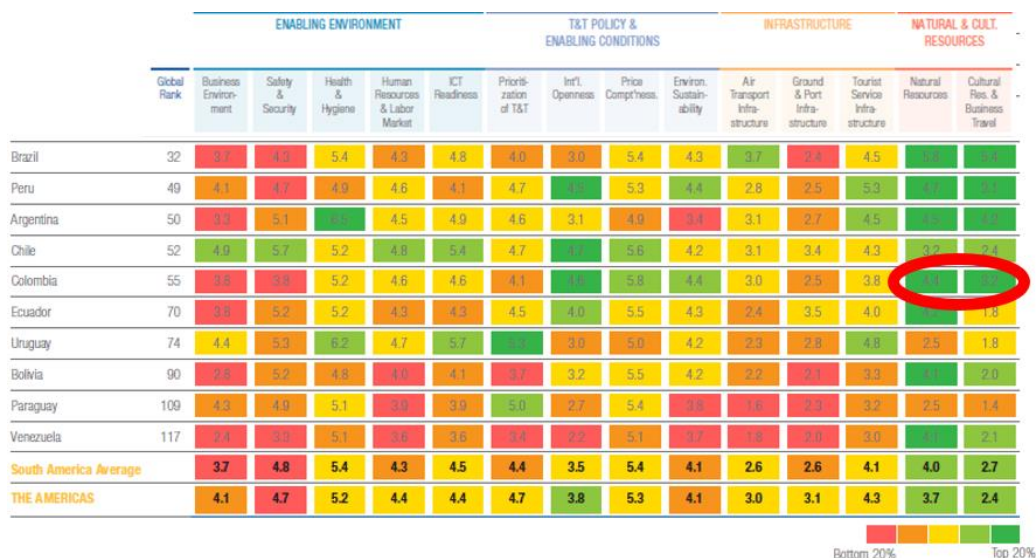 ENABLING ENVIRONMENT
T&T POLICY &
ENABLING CONDITIONS
INFRASTRUCTURE
NATURAL & CULT.
RESOURCES
Global
Rank
Business
Environ-
ment
Safety
&
Security
Health
&
Hygiene
Human
Resources
& Labor
Market
ICT
Readiness
Prioriti-
zation
of T&T
Int'l.
Openness
Price
Compt'ness.
Environ.
Sustain-
ability
Air
Transport
Infra-
structure
Ground
& Port
Infra-
structure
Tourist
Service
Infra-
structure
Natural
Resources
Cultural
Res. &
Business
Travel
Brazil 32 3.7 4.3 5.4 4.3 4.8 4.0 3.0 5.4 4.3 3.7 2.4 4.5 5.4
Peru 49 4.1 4.7 4.9 4.6 4.1 4.7 5.3 4.4 2.8 2.5 5.3 4.7 3.1
Argentina 50 3.3 5.1 6.5 4.5 4.9 4.6 3.1 4.9 3.4 3.1 2.7 4.5 4.2
Chile 52 4.9 5.7 5.2 4.8 5.4 4.7 4.7 5.6 4.2 3.1 3.4 4.3 3.2 2.4
Colombia 55 3.8 5.2 4.6 4.6 4.1 4.6 5.8 4.4 3.0 2.5 3.8 4.4 3.2
Ecuador 70 5.2 5.2 4.3 4.3 4.5 4.0 5.5 4.3 2.4 3.5 4.0 1.8
Uruguay 74 4.4 5.3 6.2 4.7 5.7 5.3 3.0 5.0 4.2 2.3 2.8 4.8 2.5 1.8
Bolivia 90 5.2 4.8 4.0 4.1 3.7 3.2 5.5 4.2 2.2 2.1 3.3 4.1 2.0
Paraguay 109 4.3 4.9 5.1 3.9 3.9 5.0 2.7 5.4 3.8 1.6 2.3 3.2 2.5 1.4
Venezuela 117 2.4 3.3 5.1 3.6 3.6 3.4 2.2 5.1 3.7 1.8 2.0 3.0 4.1 2.1
South America Average 3.7 4.8 5.4 4.3 4.5 4.4 3.5 5.4 4.1 2.6 2.6 4.1 4.0 2.7
THE AMERICAS 4.1 4.7 5.2 4.4 4.4 4.7 3.8 5.3 4.1 3.0 3.1 4.3 3.7 2.4
Bottom 20% Top 20%